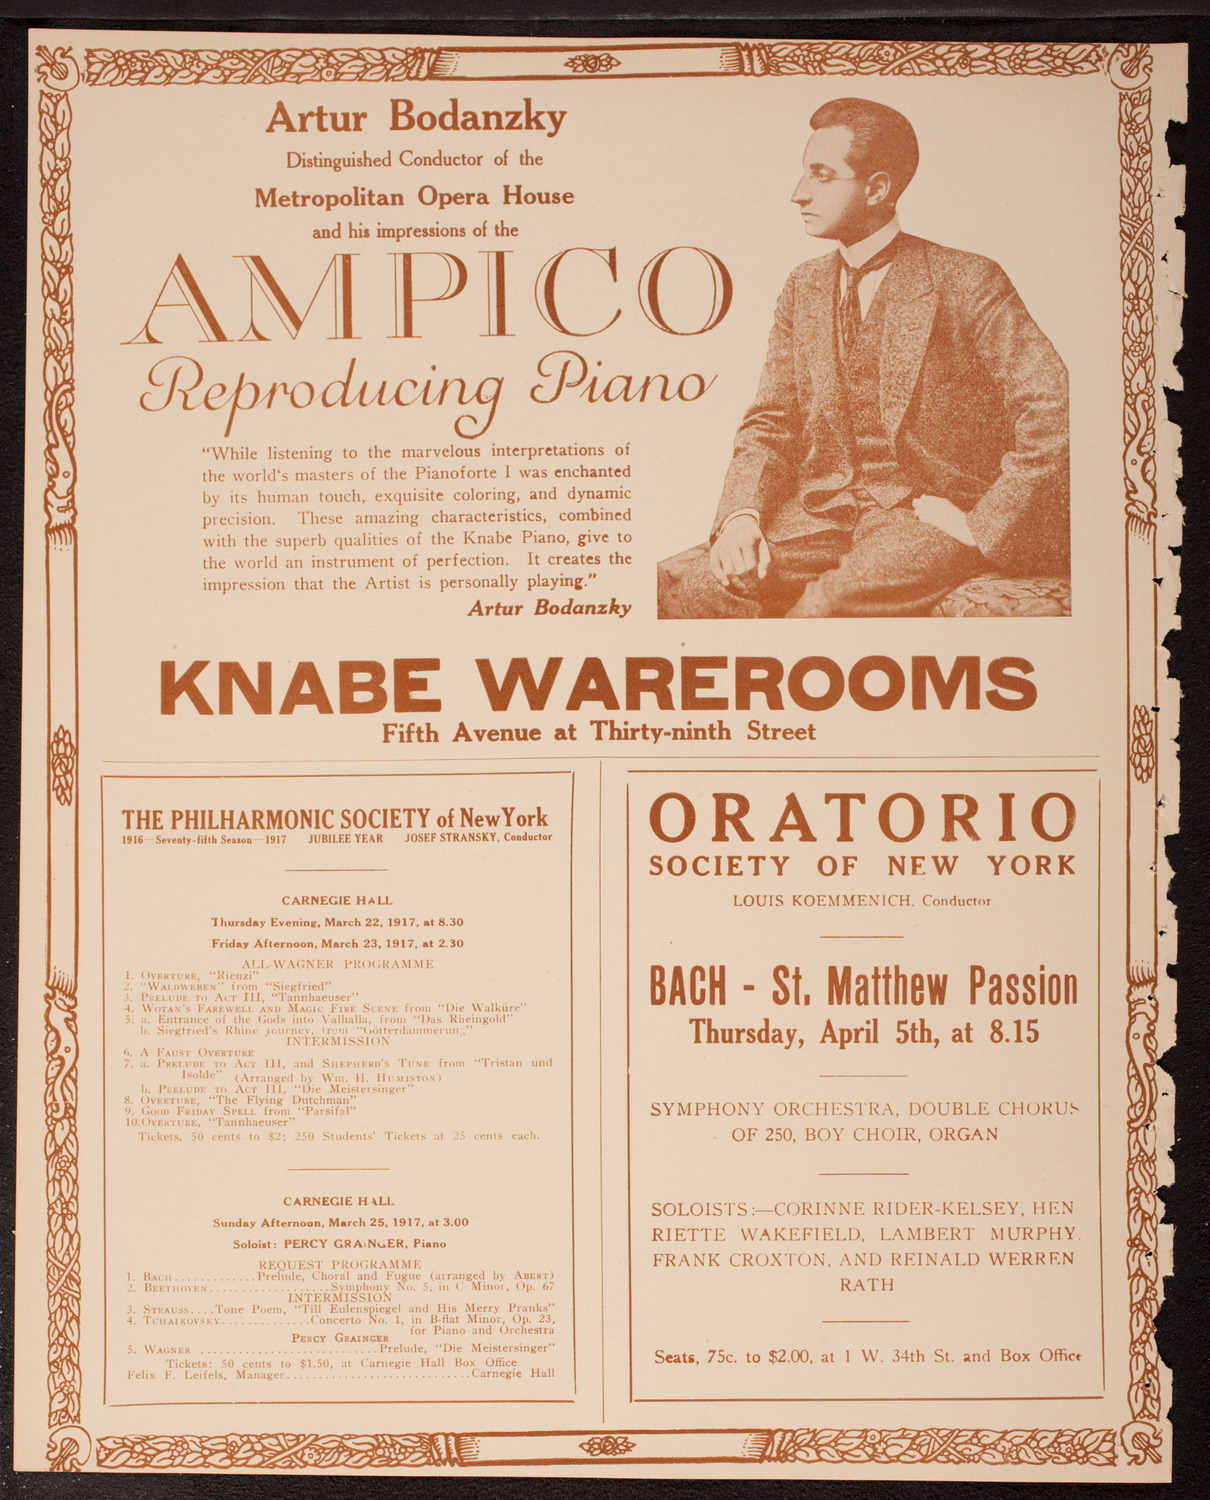 Artur Bodanzky
Distinguished Conductor of the
Metropolitan Opera House
and his impressions of the
AMPICO
Reproducing Piano
“While listening to the marvelous interpretations of
the world‘s masters of the Pianoforte I was enchanted
by its human touch, exquisite coloring, and dynamic
precision. These amazing characteristics, combined
with the superb qualities of the Knabe Piano, give to
the world an instrument of perfection. It creates the
impression that the Artist is personally playing.”
Artur Bodanzky
KNABE WAREROOMS
Fifth Avenue at Thirty-ninth Street
THE PHILHARMONIC SOCIETY of New York
1916—Seventy-fifth Season—1917 JUBILEE YEAR JOSEF STRANSKY, Conductor
CARNEGIE HALL
Thursday Evening, March 22, 1917, at 8.30
Friday Afternoon, March 23, 1917, at 2.30
ALL-WAGNER PROGRAMME
1. OVERTURE, “Rienzi”
2. “WALDWEBEN” from “Siegfried”
3. PRELUDE TO ACT III, “Tannhaeuser”
4. WOTAN’S FAREWELL AND MAGIC FIRE SCENE from “Die Walküre”
5. a. Entrance of the Gods into Valhalla, from “Das Rheingold”
b. Siegfried’s Rhine journey, from “Götterdämmerung”
INTERMISSION
6. A FAUST OVERTURE
7. a. PRELUDE TO ACT III, and SHEPHERD’S TUNE from “Tristan und
Isolde” (Arranged by WM. H. HUMISTON)
b. PRELUDE TO ACT III, “Die Meistersinger”
8. OVERTURE, “The Flying Dutchman”
9. GOOD FRIDAY SPELL from “Parsifal”
10. OVERTURE, “Tannhaeuser”
Tickets, 50 cents to $2; 250 Students’ Tickets at 25 cents each.
CARNEGIE HALL
Sunday Afternoon, March 25, 1917, at 3.00
Soloist: PERCY GRAINGER, Piano
REQUEST PROGRAMME
1. BACH.............Prelude, Choral and Fugue (arranged by ABERT)
2. BEETHOVEN...................Symphony No. 5, in C Minor, Op. 67
INTERMISSION
3. STRAUSS....Tone Poem, “Till Eulenspiegel and His Merry Pranks”
4. TCHAIKOVSKY..............Concerto No. 1, in B-flat Minor, Op. 23,
for Piano and Orchestra
PERCY GRAINGER
5. WAGNER ............................Prelude, “Die Meistersinger”
Tickets: 50 cents to $1.50, at Carnegie Hall Box Office
Felix F. Leifels, Manager.............................Carnegie Hall
ORATORIO
SOCIETY OF NEW YORK
LOUIS KOEMMENICH, Conductor
BACH - St. Matthew Passion
Thursday, April 5th, at 8.15
SYMPHONY ORCHESTRA, DOUBLE CHORUS
OF 250, BOY CHOIR, ORGAN
SOLOISTS:—CORINNE RIDER-KELSEY, HEN
RIETTE WAKEFIELD, LAMBERT MURPHY.
FRANK CROXTON, AND REINALD WERREN
RATH
Seats, 75c. to $2.00, at 1 W. 34th St. and Box Office